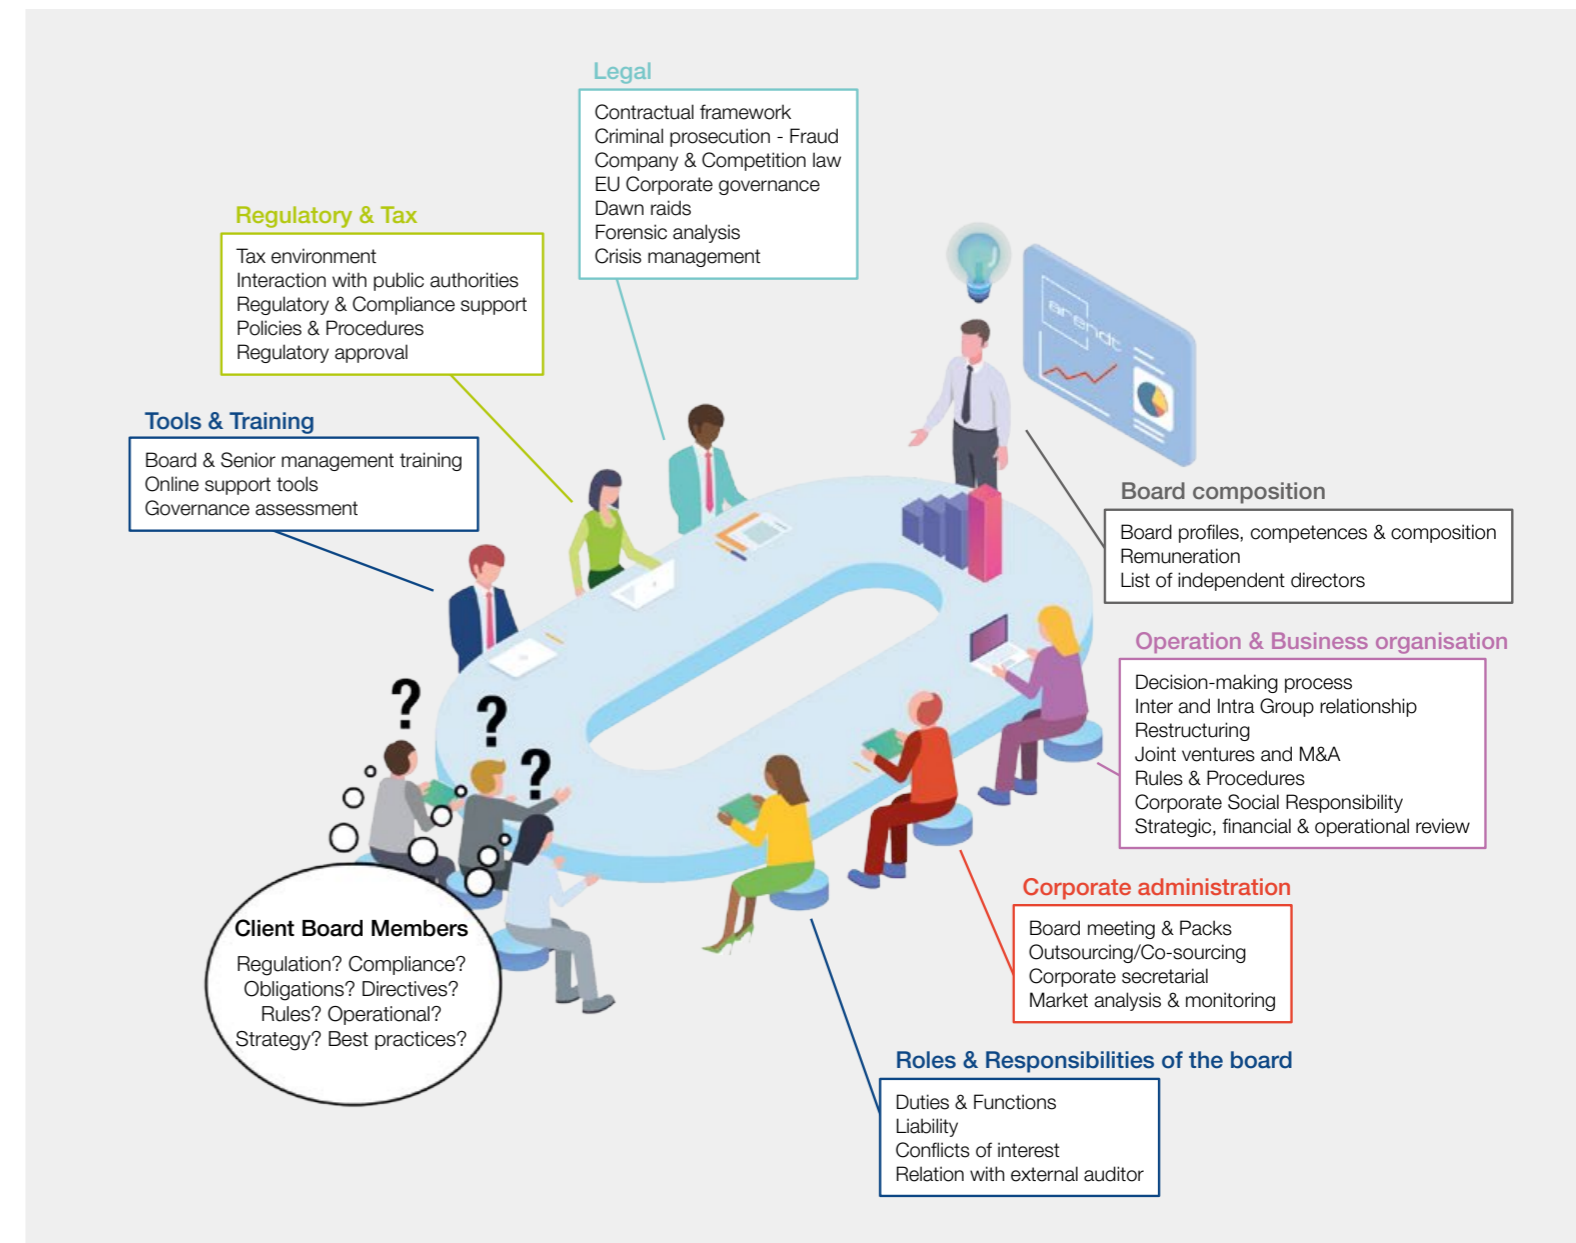 Legal
Contractual framework
Criminal prosecution - Fraud
Company & Competition law
EU Corporate governance
Dawn raids
Forensic analysis
Crisis management
Regulatory & Tax
Tax environment
Interaction with public authorities
Regulatory & Compliance support
Policies & Procedures
Regulatory approval
Tools & Training
Board & Senior management training
Online support tools
Governance assessment
arendt
Board composition
Board profiles, competences & composition
Remuneration
List of independent directors
Operation & Business organisation
Decision-making process
Inter and Intra Group relationship
Restructuring
Joint ventures and M&A
Rules & Procedures
Corporate Social Responsibility
Strategic, financial & operational review
Corporate administration
Board meeting & Packs
Outsourcing/Co-sourcing
Corporate secretarial
Market analysis & monitoring
Roles & Responsibilities of the board
Duties & Functions
Liability
Conflicts of interest
Relation with external auditor
?
?
?
Client Board Members
Regulation? Compliance?
Obligations? Directives?
Rules? Operational?
Strategy? Best practices?